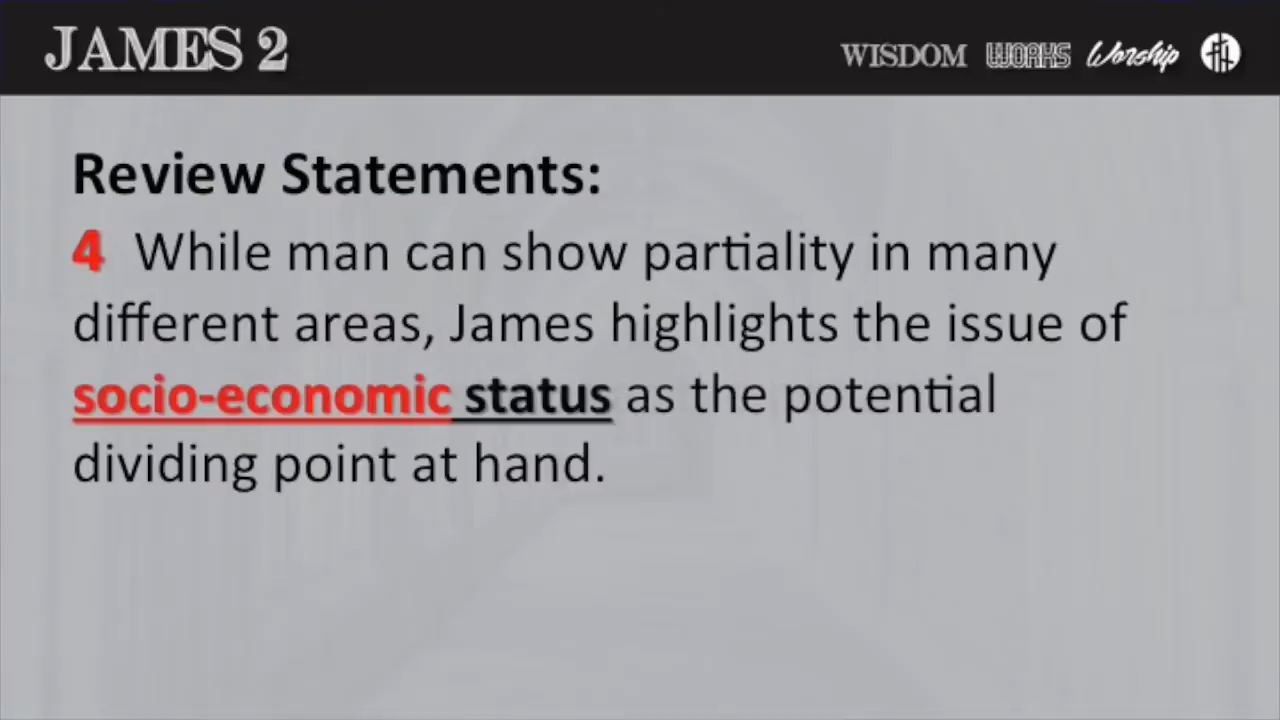 JAMES 2
WISDOM WORKS Worship
Review Statements:
4 While man can show partiality in many
different areas, James highlights the issue of
socio-economic status as the potential
dividing point at hand.